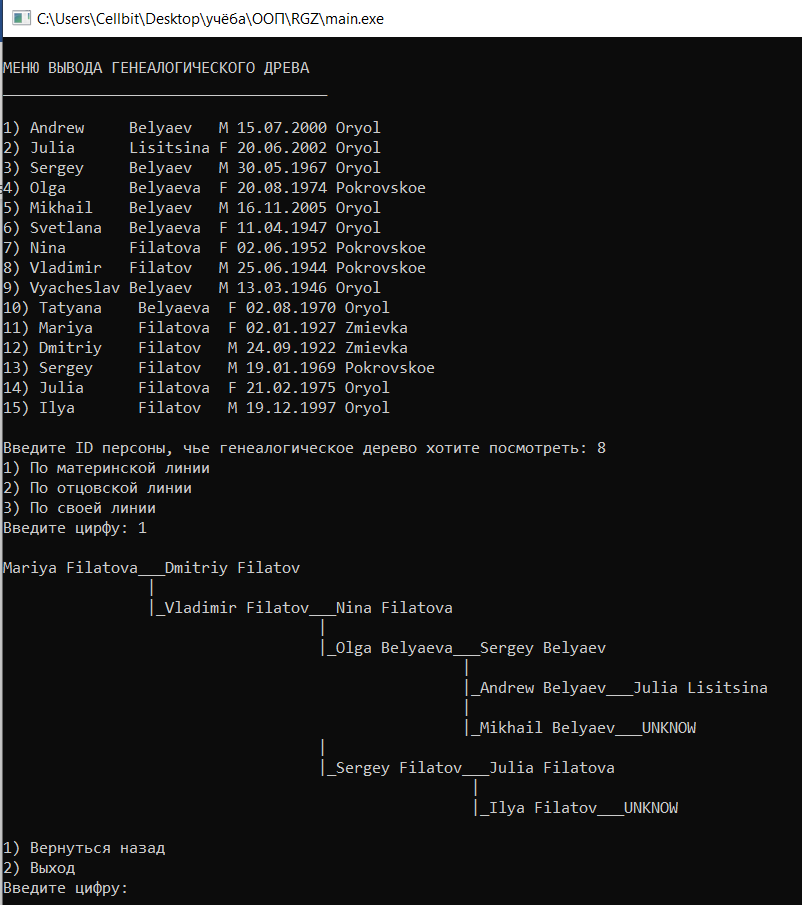 C:\Users\Cellbit\Desktop\учёба\ООП\RGZ\main.exe
МЕНЮ ВЫВОДА ГЕНЕАЛОГИЧЕСКОГО ДРЕВА
____________________________________
1) Andrew     Belyaev   M 15.07.2000 Oryol
2) Julia      Lisitsina F 20.06.2002 Oryol
3) Sergey     Belyaev   M 30.05.1967 Oryol
4) Olga       Belyaeva  F 20.08.1974 Pokrovskoe
5) Mikhail    Belyaev   M 16.11.2005 Oryol
6) Svetlana   Belyaeva  F 11.04.1947 Oryol
7) Nina       Filatova  F 02.06.1952 Pokrovskoe
8) Vladimir   Filatov   M 25.06.1944 Pokrovskoe
9) Vyacheslav Belyaev   M 13.03.1946 Oryol
10) Tatyana    Belyaeva  F 02.08.1970 Oryol
11) Mariya     Filatova  F 02.01.1927 Zmievka
12) Dmitriy    Filatov   M 24.09.1922 Zmievka
13) Sergey     Filatov   M 19.01.1969 Pokrovskoe
14) Julia      Filatova  F 21.02.1975 Oryol
15) Ilya       Filatov   M 19.12.1997 Oryol
Введите ID персоны, чье генеалогическое дерево хотите посмотреть: 8
1) По материнской линии
2) По отцовской линии
3) По своей линии
Введите цирфу: 1
Mariya Filatova___Dmitriy Filatov
|
|_Vladimir Filatov___Nina Filatova
|
|_Olga Belyaeva___Sergey Belyaev
|
|_Andrew Belyaev___Julia Lisitsina
|
|_Mikhail Belyaev___UNKNOW
|
|_Sergey Filatov___Julia Filatova
|
|_Ilya Filatov___UNKNOW
1) Вернуться назад
2) Выход
Введите цифру: